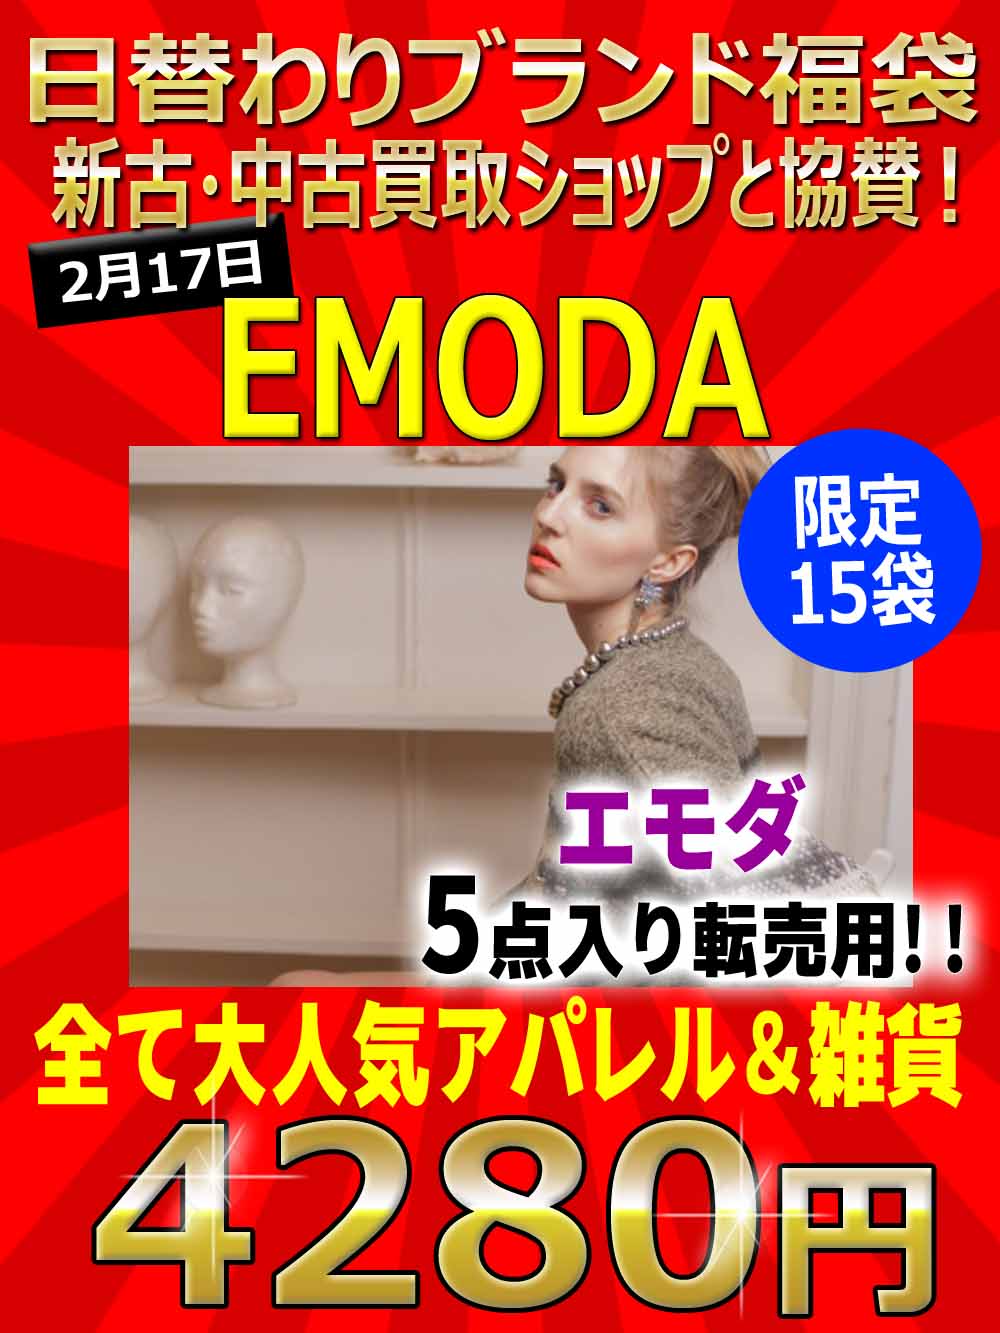 日替わりブランド福袋
新古・中古買取ショップと協賛！
2月17日
EMODA
限定
15袋
エモダ
5点入り転売用！！
全て大人気アパレル＆雑貨
4280円